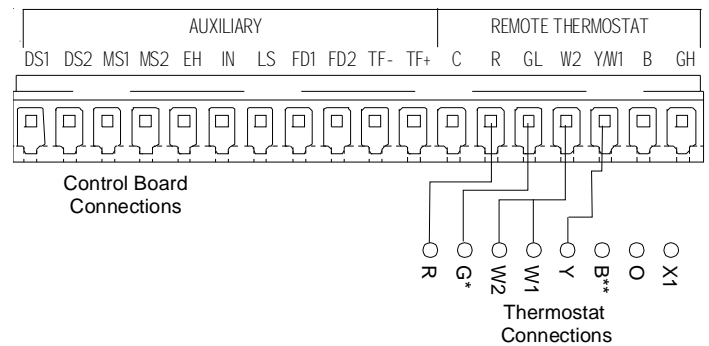 AUXILIARY REMOTE THERMOSTAT
DS1 DS2 MS1 MS2 EH IN LS FD1 FD2 TF- TF+ C R GL W2 Y/W1 B GH
Control Board
Connections
R G* W2 W1 Y B** O X1
Thermostat
Connections